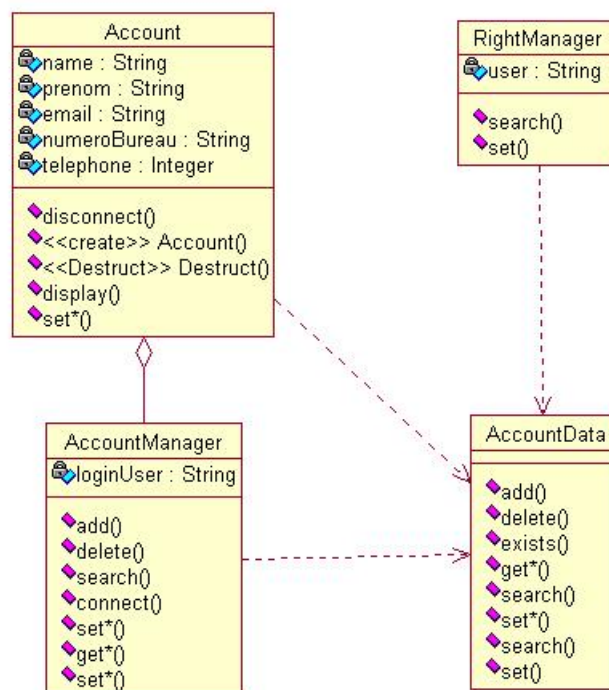 Account
name : String
prenom : String
email : String
numeroBureau : String
telephone : Integer
disconnect()
<<create>> Account()
<<Destruct>> Destruct()
display()
set*()
RightManager
user : String
search()
set()
AccountManager
loginUser : String
add()
delete()
search()
connect()
set*()
get*()
set*()
AccountData
add()
delete()
exists()
get*()
search()
set*()
search()
set()